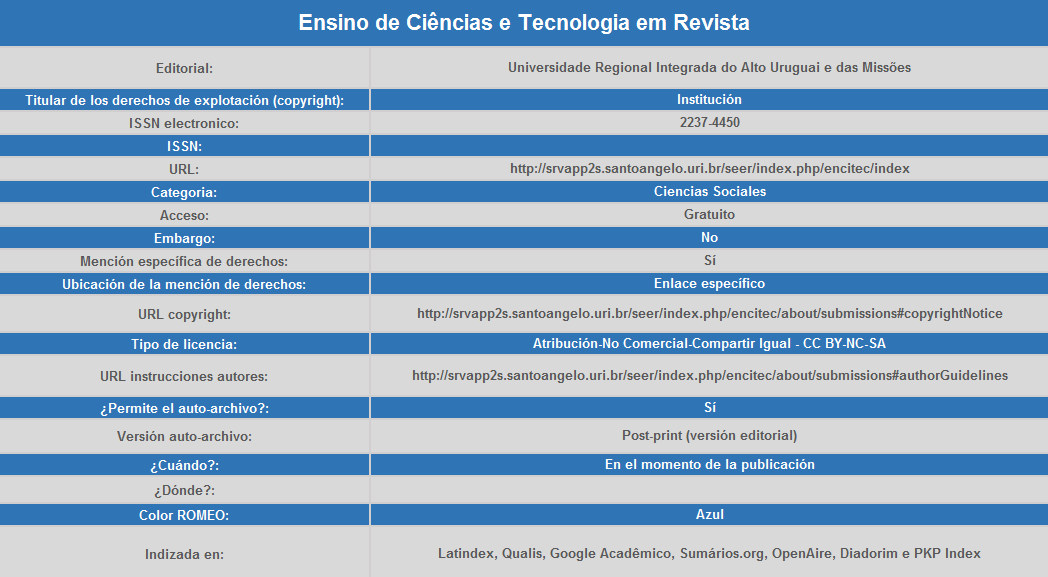 Ensino de Ciências e Tecnologia em Revista
Editorial: Universidade Regional Integrada do Alto Uruguai e das Missões
Titular de los derechos de explotación (copyright): Institución
ISSN electronico: 2237-4450
ISSN:
URL: http://srvapp2s.santoangelo.uri.br/seer/index.php/encitec/index
Categoria: Ciencias Sociales
Acceso: Gratuito
Embargo: No
Mención específica de derechos: Sí
Ubicación de la mención de derechos: Enlace específico
URL copyright: http://srvapp2s.santoangelo.uri.br/seer/index.php/encitec/about/submissions#copyrightNotice
Tipo de licencia: Atribución-No Comercial-Compartir Igual - CC BY-NC-SA
URL instrucciones autores: http://srvapp2s.santoangelo.uri.br/seer/index.php/encitec/about/submissions#authorGuidelines
¿Permite el auto-archivo?: Sí
Versión auto-archivo: Post-print (versión editorial)
¿Cuándo?: En el momento de la publicación
¿Dónde?:
Color ROMEO: Azul
Indizada en: Latindex, Qualis, Google Acadêmico, Sumários.org, OpenAire, Diadorim e PKP Index